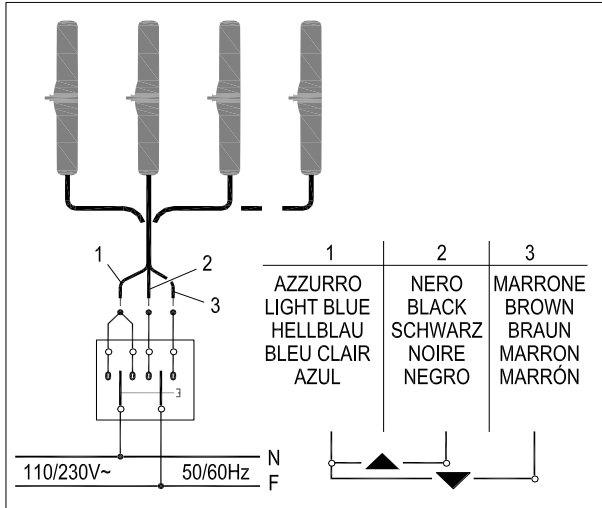 1
2
3
1 2 3
AZZURRO NERO MARRONE
LIGHT BLUE BLACK BROWN
HELLBLAU SCHWARZ BRAUN
BLEU CLAIR NOIRE MARRON
AZUL NEGRO MARRÓN
3
N
110/230V~ 50/60Hz
F